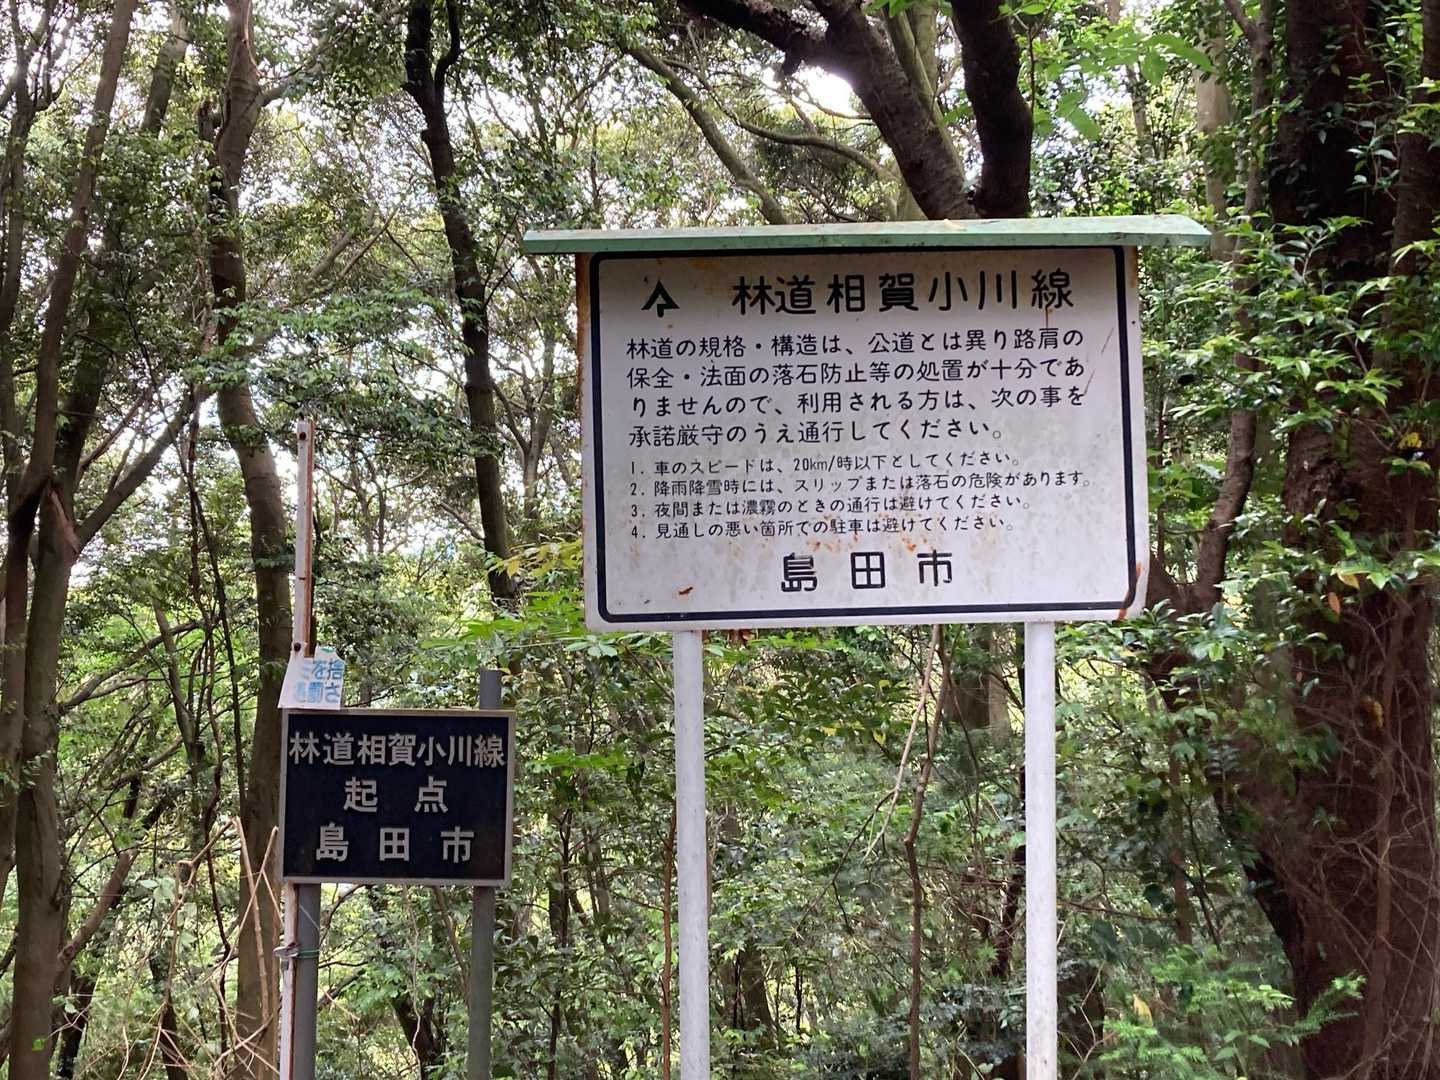 林道相賀小川線
林道の規格・構造は、公道とは異り路肩の
保全・法面の落石防止等の処置が十分であ
りませんので、利用される方は、次の事を
承諾厳守のうえ通行してください。
1. 車のスピードは、20km/時以下としてください。
2. 降雨降雪時には、スリップまたは落石の危険があります。
3. 夜間または濃霧のときの通行は避けてください。
4. 見通しの悪い箇所での駐車は避けてください。
島田市
を捨
罰さ
林道相賀小川線
起点
島田市